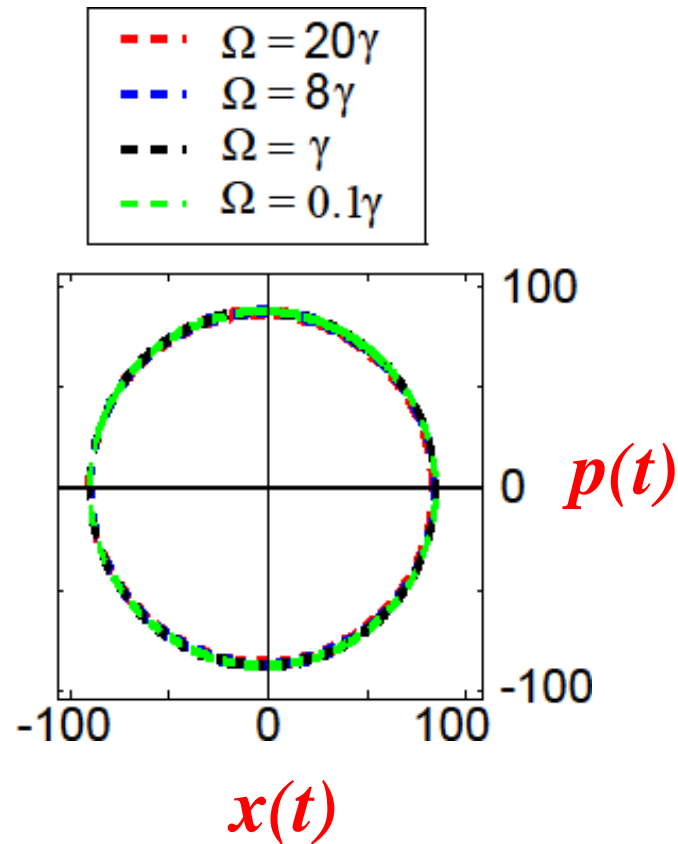 Ω = 20γ
Ω = 8γ
Ω = γ
Ω = 0.1γ
100
0
p(t)
-100
-100 0 100
x(t)